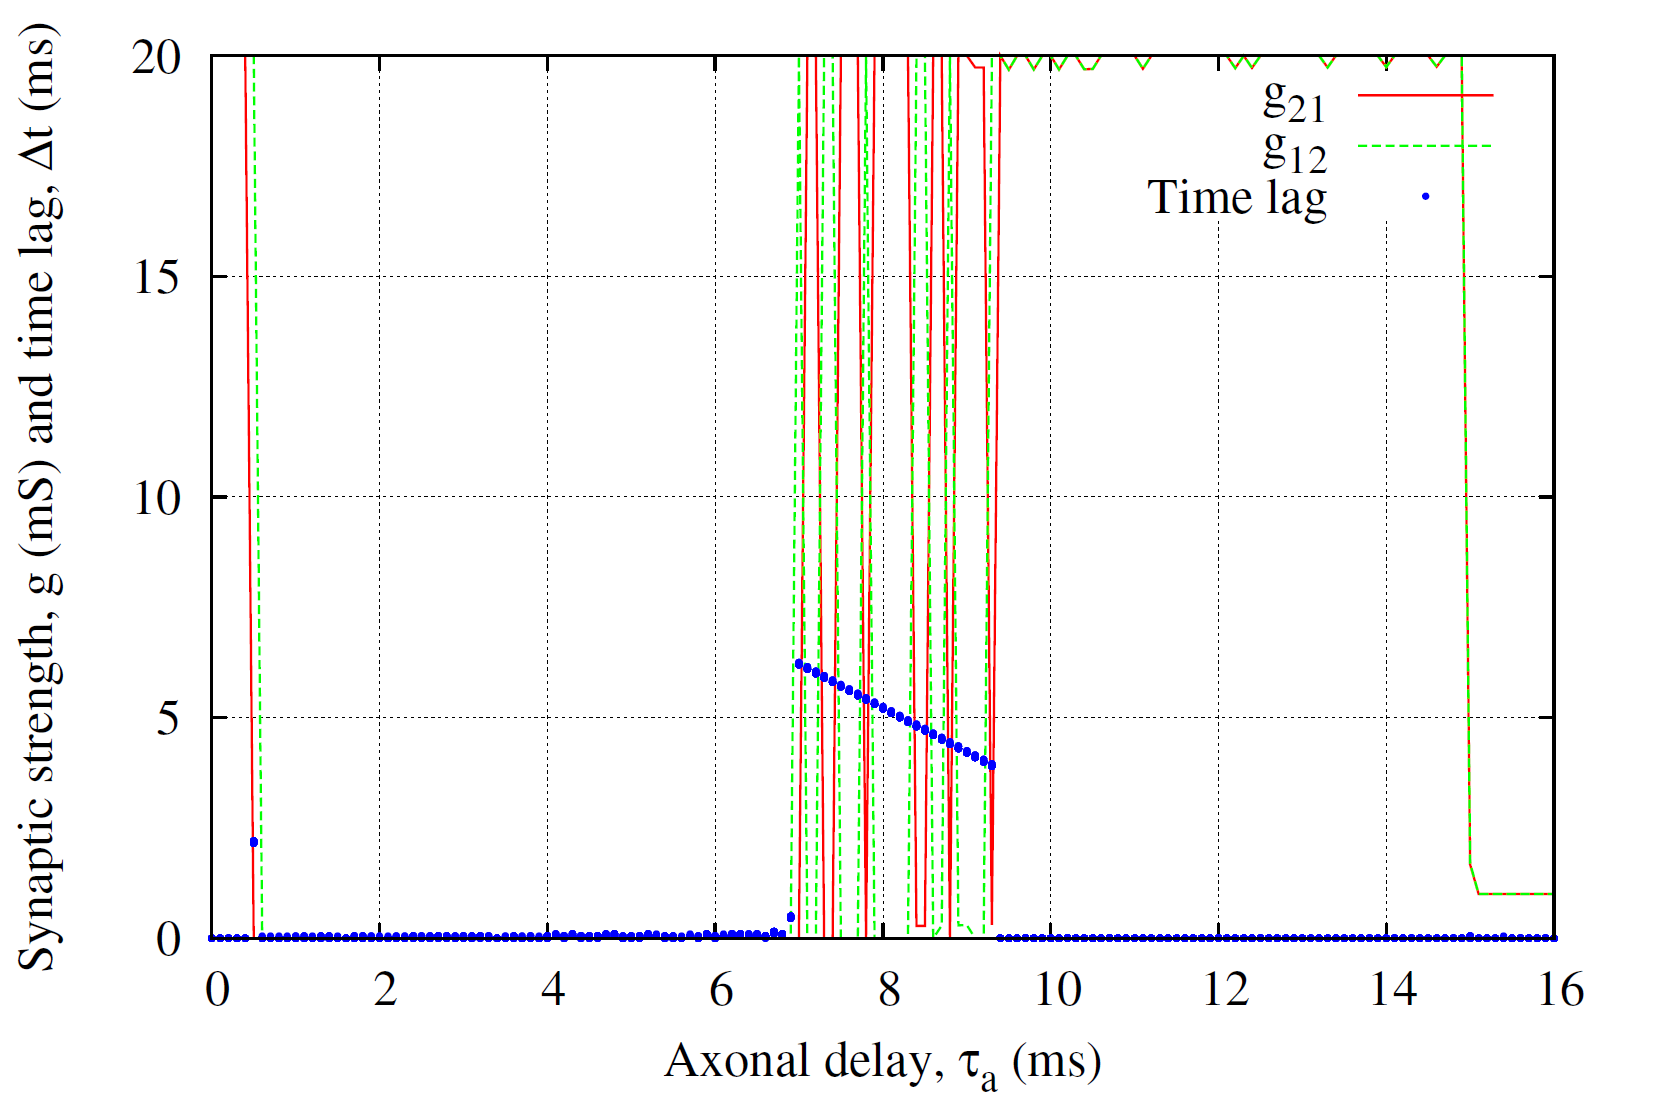 Synaptic strength, g (mS) and time lag, Δt (ms)
20
15
10
5
0
g21
g12
Time lag
0 2 4 6 8 10 12 14 16
Axonal delay, τa (ms)